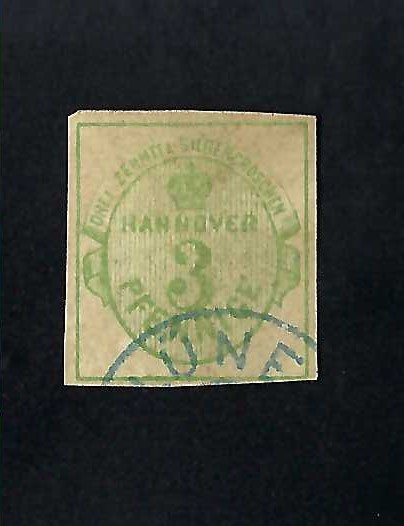 DREI ZEHNTEL SILBERGROSCHEN
HANNOVER
3
PFENNIGE
UNE